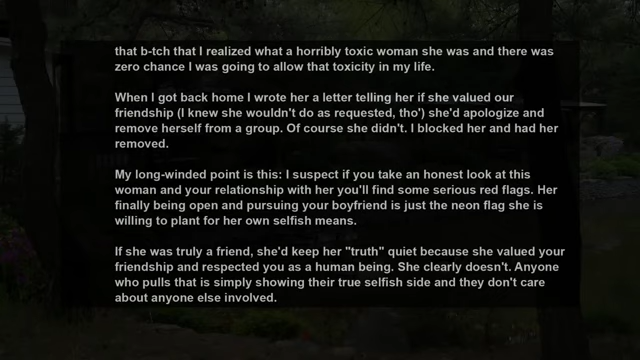 that b-tch that I realized what a horribly toxic woman she was and there was
zero chance I was going to allow that toxicity in my life.
When I got back home I wrote her a letter telling her if she valued our
friendship (I knew she wouldn't do as requested, tho') she'd apologize and
remove herself from a group. Of course she didn't. I blocked her and had her
removed.
My long-winded point is this: I suspect if you take an honest look at this
woman and your relationship with her you'll find some serious red flags. Her
finally being open and pursuing your boyfriend is just the neon flag she is
willing to plant for her own selfish means.
If she was truly a friend, she'd keep her "truth" quiet because she valued your
friendship and respected you as a human being. She clearly doesn't. Anyone
who pulls that is simply showing their true selfish side and they don't care
about anyone else involved.